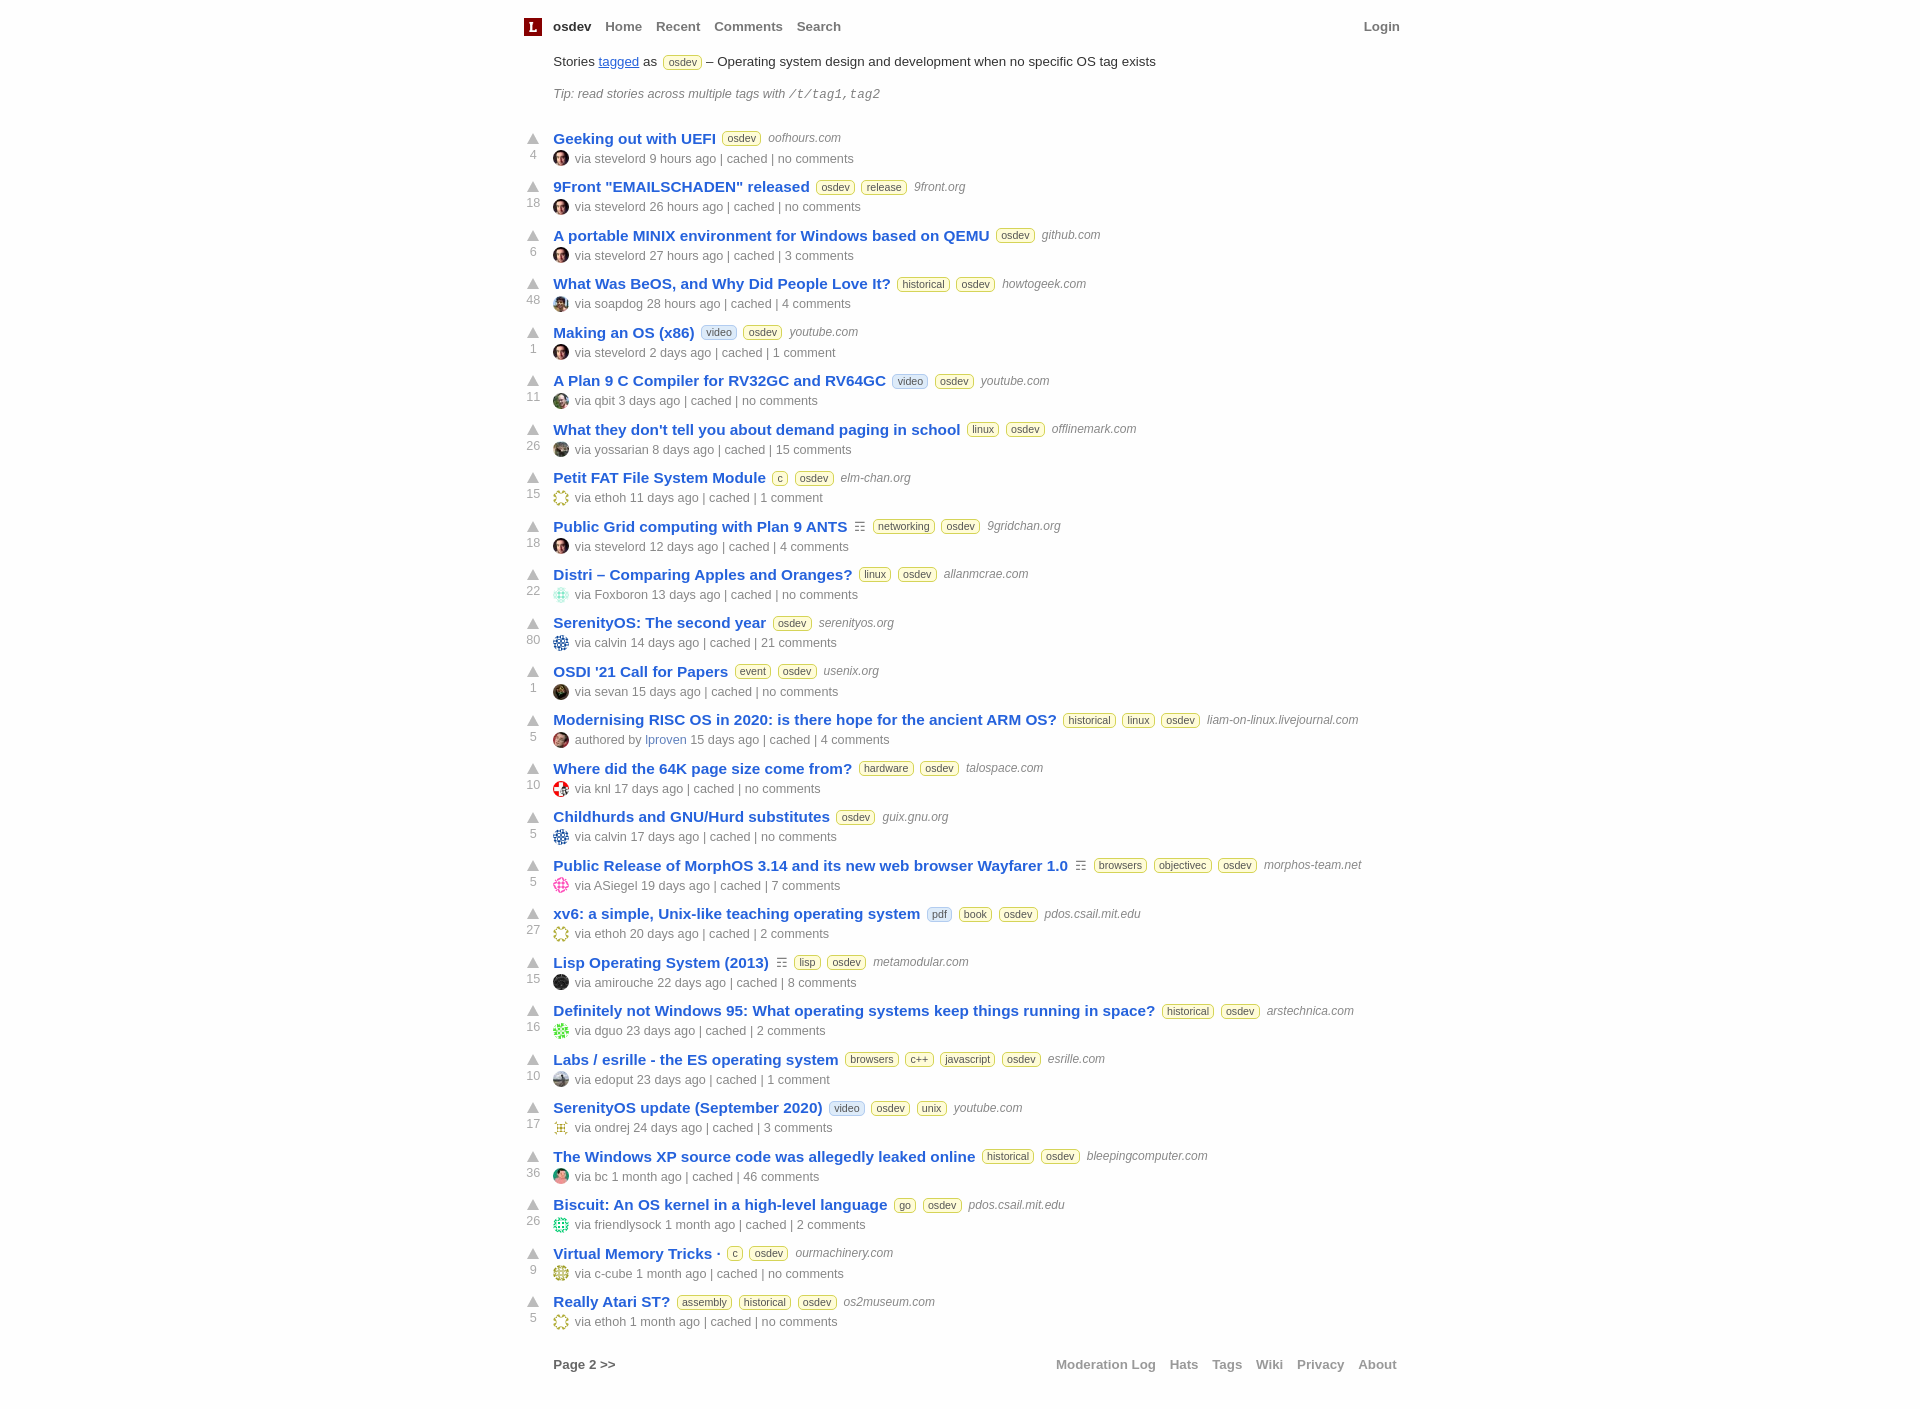 L osdev Home Recent Comments Search Login
Stories tagged as osdev – Operating system design and development when no specific OS tag exists
Tip: read stories across multiple tags with /t/tag1,tag2
Geeking out with UEFI osdev oofhours.com
4 via stevelord 9 hours ago | cached | no comments
9Front "EMAILSCHADEN" released osdev release 9front.org
18 via stevelord 26 hours ago | cached | no comments
A portable MINIX environment for Windows based on QEMU osdev github.com
6 via stevelord 27 hours ago | cached | 3 comments
What Was BeOS, and Why Did People Love It? historical osdev howtogeek.com
48 via soapdog 28 hours ago | cached | 4 comments
Making an OS (x86) video osdev youtube.com
1 via stevelord 2 days ago | cached | 1 comment
A Plan 9 C Compiler for RV32GC and RV64GC video osdev youtube.com
11 via qbit 3 days ago | cached | no comments
What they don't tell you about demand paging in school linux osdev offlinemark.com
26 via yossarian 8 days ago | cached | 15 comments
Petit FAT File System Module c osdev elm-chan.org
15 via ethoh 11 days ago | cached | 1 comment
Public Grid computing with Plan 9 ANTS ☶ networking osdev 9gridchan.org
18 via stevelord 12 days ago | cached | 4 comments
Distri – Comparing Apples and Oranges? linux osdev allanmcrae.com
22 via Foxboron 13 days ago | cached | no comments
SerenityOS: The second year osdev serenityos.org
80 via calvin 14 days ago | cached | 21 comments
OSDI '21 Call for Papers event osdev usenix.org
1 via sevan 15 days ago | cached | no comments
Modernising RISC OS in 2020: is there hope for the ancient ARM OS? historical linux osdev liam-on-linux.livejournal.com
5 authored by lproven 15 days ago | cached | 4 comments
Where did the 64K page size come from? hardware osdev talospace.com
10 via knl 17 days ago | cached | no comments
Childhurds and GNU/Hurd substitutes osdev guix.gnu.org
5 via calvin 17 days ago | cached | no comments
Public Release of MorphOS 3.14 and its new web browser Wayfarer 1.0 ☶ browsers objectivec osdev morphos-team.net
5 via ASiegel 19 days ago | cached | 7 comments
xv6: a simple, Unix-like teaching operating system pdf book osdev pdos.csail.mit.edu
27 via ethoh 20 days ago | cached | 2 comments
Lisp Operating System (2013) ☶ lisp osdev metamodular.com
15 via amirouche 22 days ago | cached | 8 comments
Definitely not Windows 95: What operating systems keep things running in space? historical osdev arstechnica.com
16 via dguo 23 days ago | cached | 2 comments
Labs / esrille - the ES operating system browsers c++ javascript osdev esrille.com
10 via edoput 23 days ago | cached | 1 comment
SerenityOS update (September 2020) video osdev unix youtube.com
17 via ondrej 24 days ago | cached | 3 comments
The Windows XP source code was allegedly leaked online historical osdev bleepingcomputer.com
36 via bc 1 month ago | cached | 46 comments
Biscuit: An OS kernel in a high-level language go osdev pdos.csail.mit.edu
26 via friendlysock 1 month ago | cached | 2 comments
Virtual Memory Tricks · c osdev ourmachinery.com
9 via c-cube 1 month ago | cached | no comments
Really Atari ST? assembly historical osdev os2museum.com
5 via ethoh 1 month ago | cached | no comments
Page 2 >> Moderation Log Hats Tags Wiki Privacy About